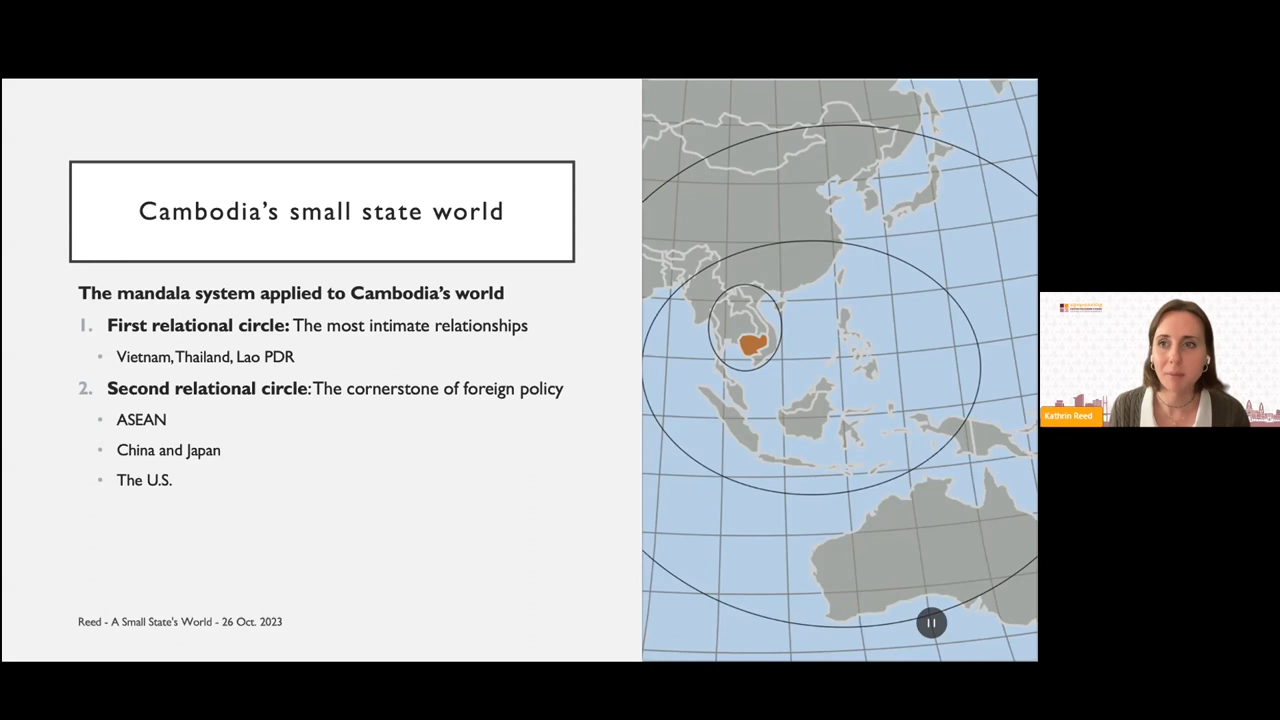 Cambodia's small state world
The mandala system applied to Cambodia's world
1. First relational circle: The most intimate relationships
• Vietnam, Thailand, Lao PDR
2. Second relational circle: The cornerstone of foreign policy
• ASEAN
• China and Japan
• The U.S.
Reed - A Small State's World - 26 Oct. 2023
Kathrin Reed